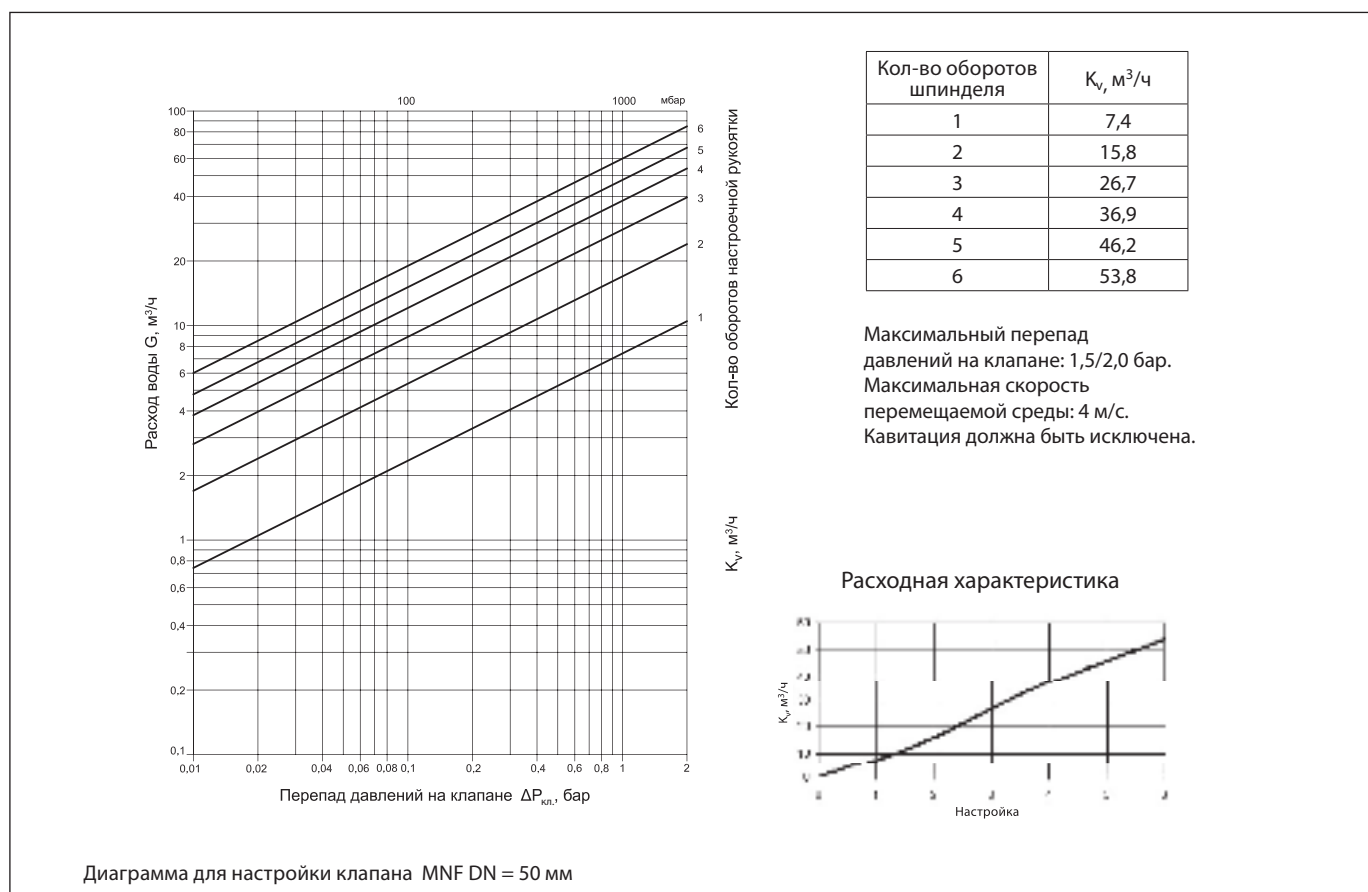 100 1000 мбар
100
80
60
40
20
10
8
6
4
2
1
0,8
0,6
0,4
0,2
0,1
0,01 0,02 0,04 0,06 0,08 0,1 0,2 0,4 0,6 0,8 1 2
Расход воды G, м³/ч
Перепад давлений на клапане ΔPкл., бар
6
5
4
3
2
1
Кол-во оборотов настроечной рукоятки
Kv, м³/ч
Кол-во оборотов шпинделя Kv, м³/ч
1 7,4
2 15,8
3 26,7
4 36,9
5 46,2
6 53,8
Максимальный перепад
давлений на клапане: 1,5/2,0 бар.
Максимальная скорость
перемещаемой среды: 4 м/с.
Кавитация должна быть исключена.
Расходная характеристика
Kv, м³/ч
Настройка
Диаграмма для настройки клапана MNF DN = 50 мм